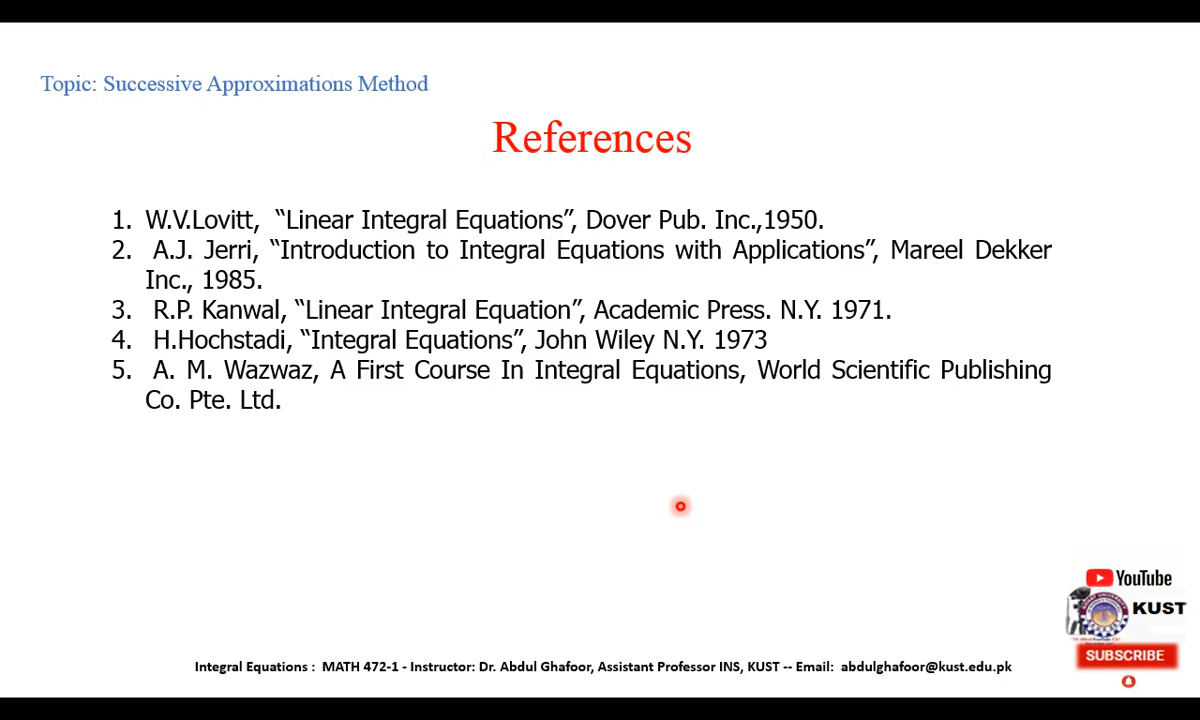 Topic: Successive Approximations Method
References
1. W.V.Lovitt, “Linear Integral Equations”, Dover Pub. Inc.,1950.
2. A.J. Jerri, “Introduction to Integral Equations with Applications”, Mareel Dekker
Inc., 1985.
3. R.P. Kanwal, “Linear Integral Equation”, Academic Press. N.Y. 1971.
4. H.Hochstadi, “Integral Equations”, John Wiley N.Y. 1973
5. A. M. Wazwaz, A First Course In Integral Equations, World Scientific Publishing
Co. Pte. Ltd.
YouTube
KUST
SUBSCRIBE
Integral Equations : MATH 472-1 - Instructor: Dr. Abdul Ghafoor, Assistant Professor INS, KUST -- Email: abdulghafoor@kust.edu.pk